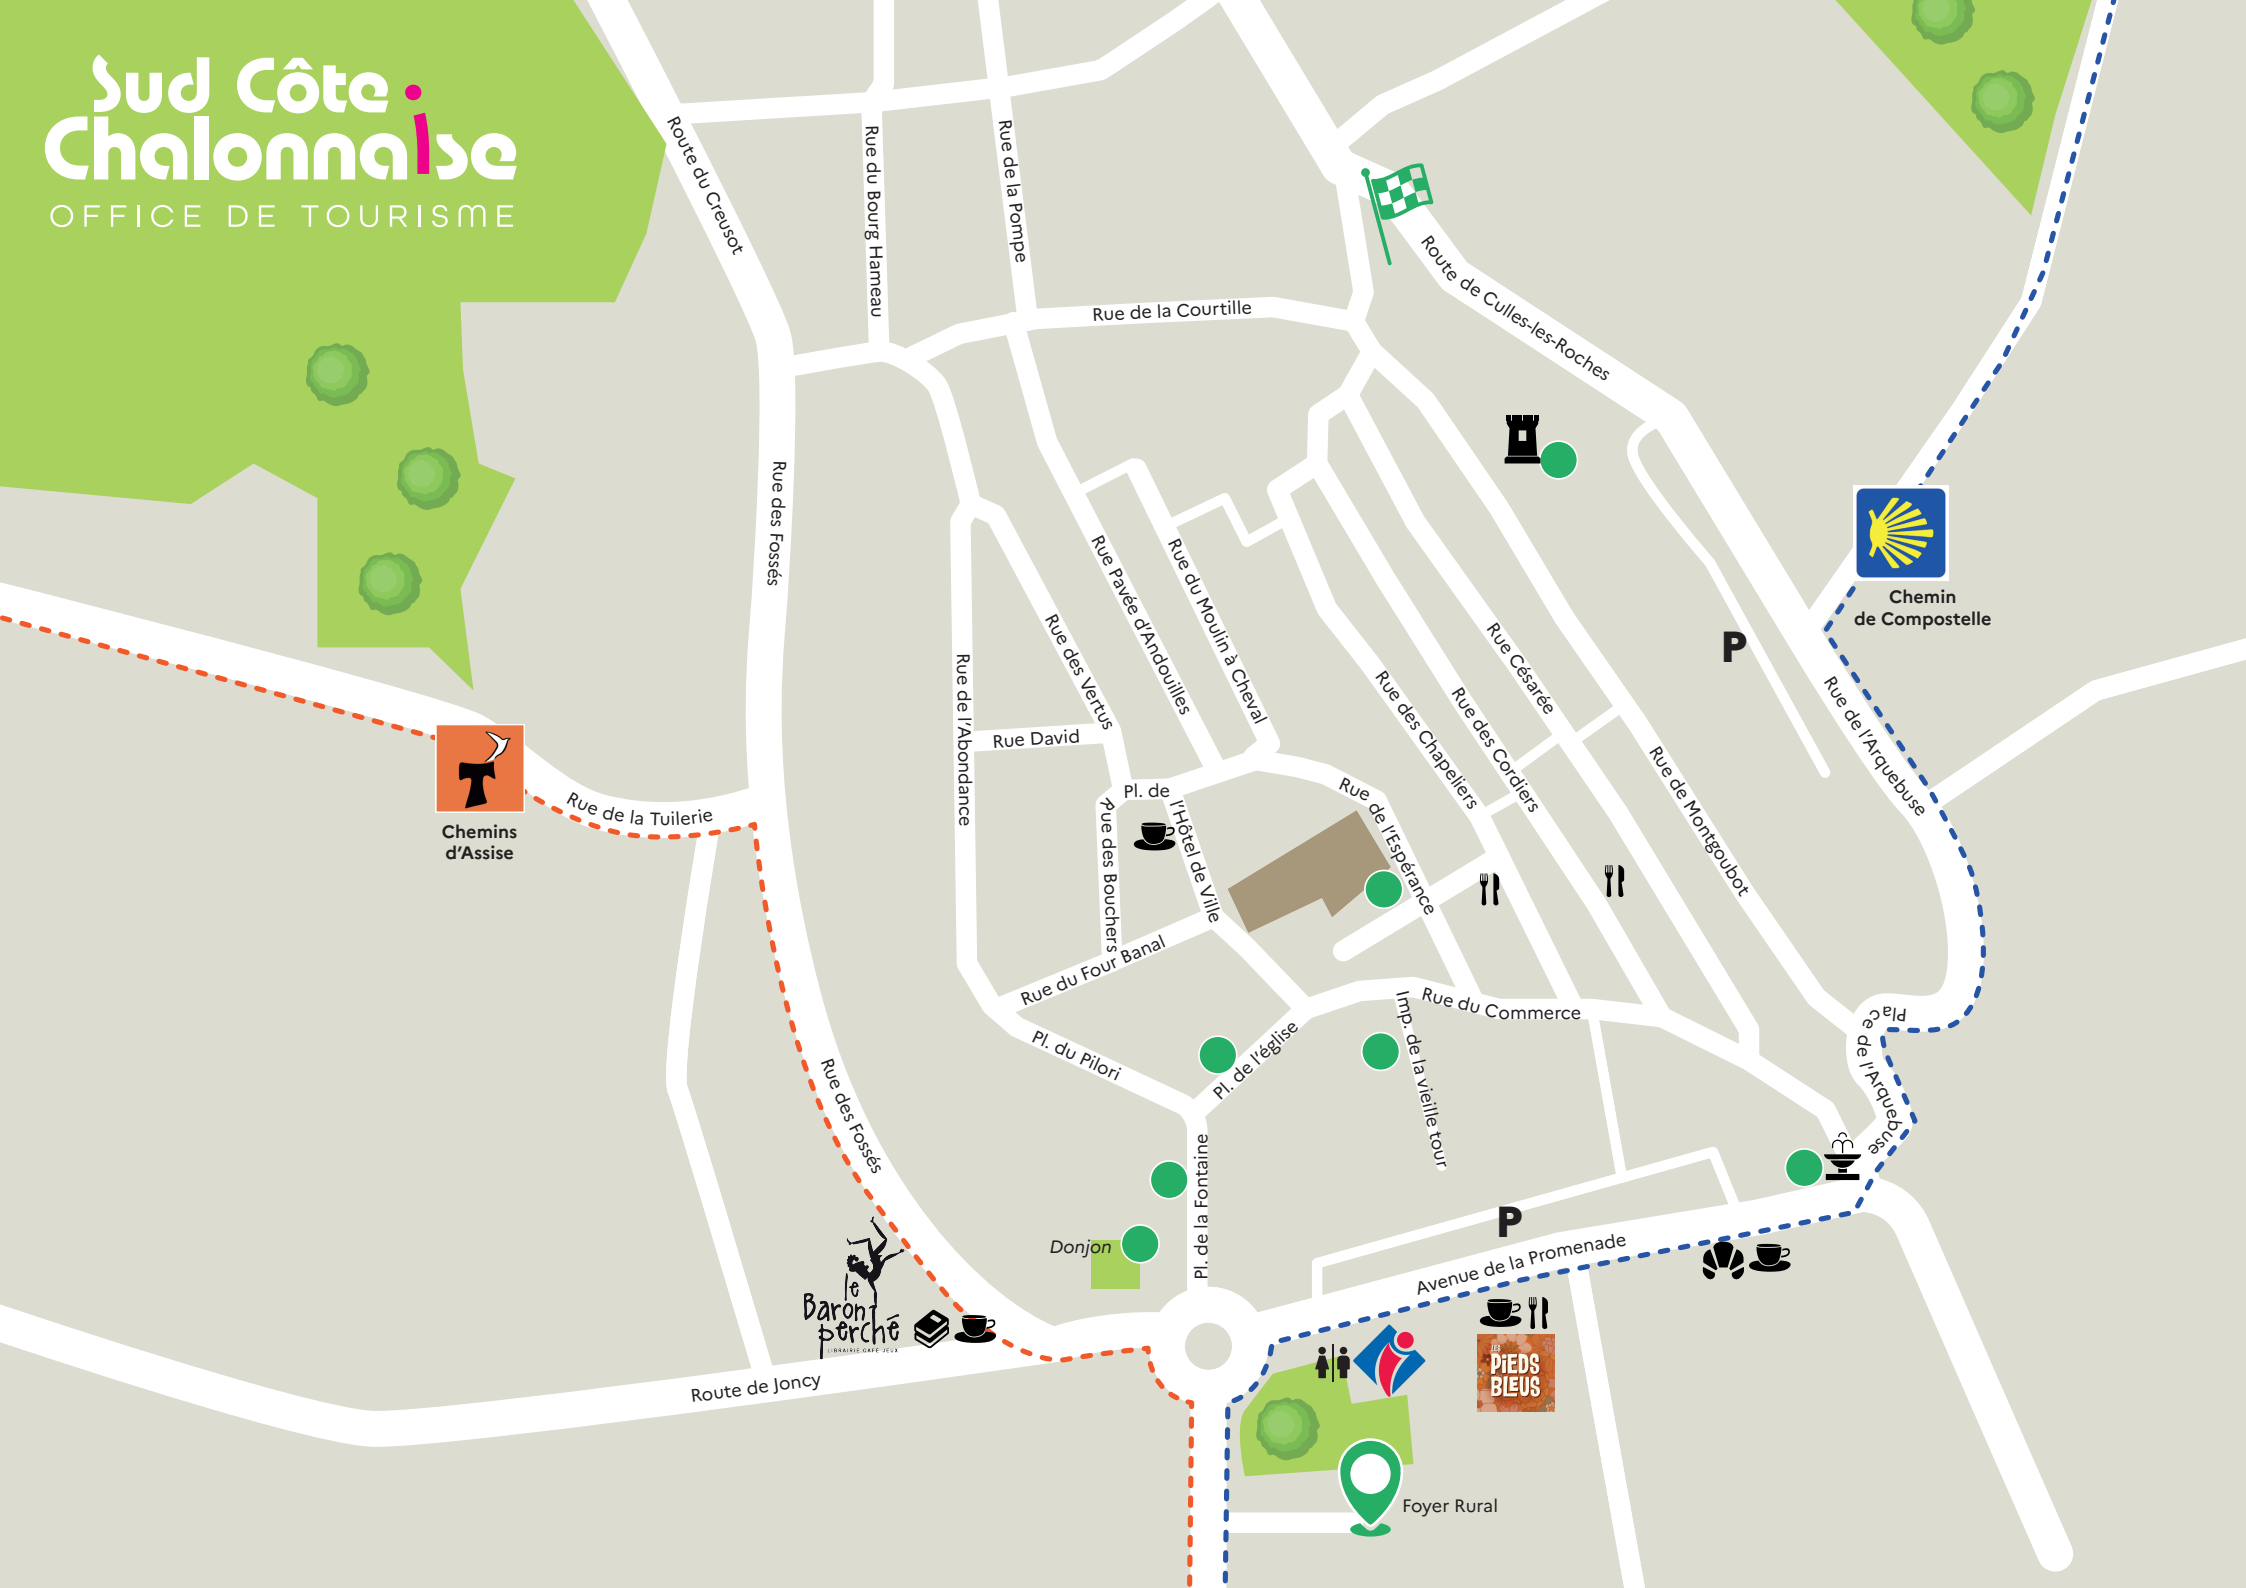 Sud Côte
Chalonnaise
OFFICE DE TOURISME
Route du Creusot
Rue du Bourg Hameau
Rue de la Pompe
Rue de la Courtille
Route de Culles-les-Roches
Rue des Fossés
Chemin
de Compostelle
P
Rue de l'Arquebuse
Rue Pavée d'Andouilles
Rue du Moulin à Cheval
Rue des Vertus
Rue de l'Abondance
Rue David
Rue Césarée
Rue des Chapeliers
Rue des Cordiers
Rue de Montgoubot
Rue de la Tuilerie
Chemins
d'Assise
Pl. de l'Hôtel de Ville
Rue des Bouchers
Rue de l'Espérance
Rue du Four Banal
Rue du Commerce
Imp. de la vieille tour
Place de l'Arquebuse
Pl. du Pilori
Pl. de l'église
Rue des Fossés
Pl. de la Fontaine
Donjon
P
Avenue de la Promenade
le
Baron
perché
LIBRAIRIE CAFÉ JEUX
Route de Joncy
LES
PiEDS
BLEUS
Foyer Rural